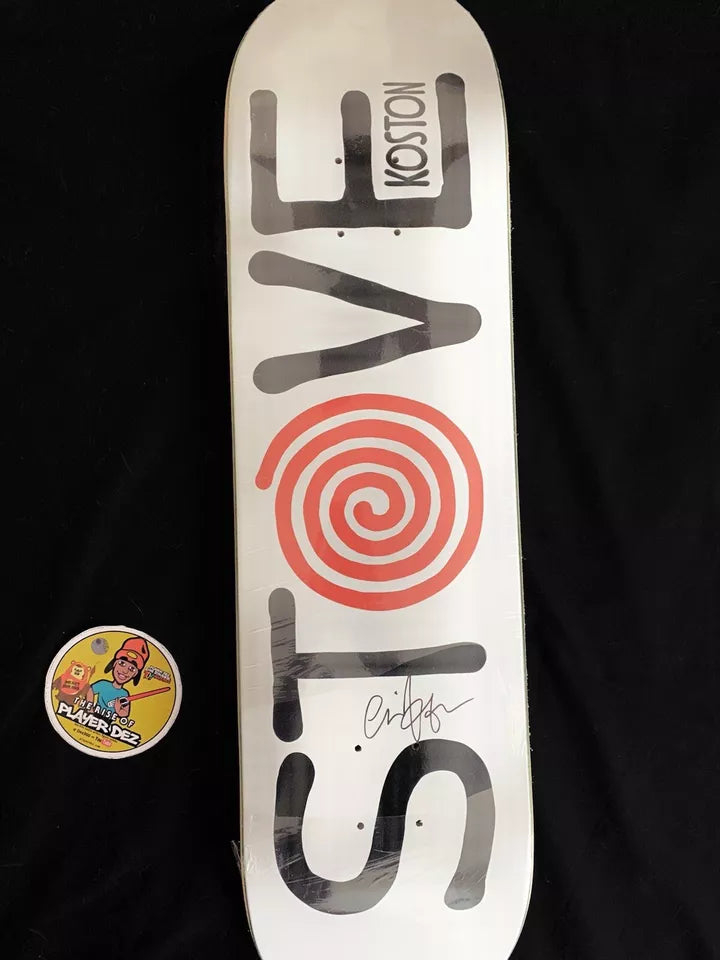 STOVE
KOSTON
THE RISE OF
PLAYER DEZ